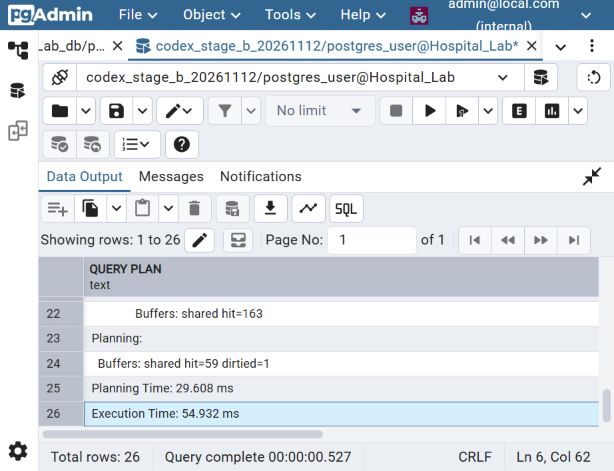 pgAdmin File Object Tools Help admin@local.com (internal)
_ab_db/p... codex_stage_b_20261112/postgres_user@Hospital_Lab*
codex_stage_b_20261112/postgres_user@Hospital_Lab
No limit
E
Data Output Messages Notifications
SQL
Showing rows: 1 to 26 Page No: 1 of 1
QUERY PLAN
text
22 Buffers: shared hit=163
23 Planning:
24 Buffers: shared hit=59 dirtied=1
25 Planning Time: 29.608 ms
26 Execution Time: 54.932 ms
Total rows: 26 Query complete 00:00:00.527 CRLF Ln 6, Col 62